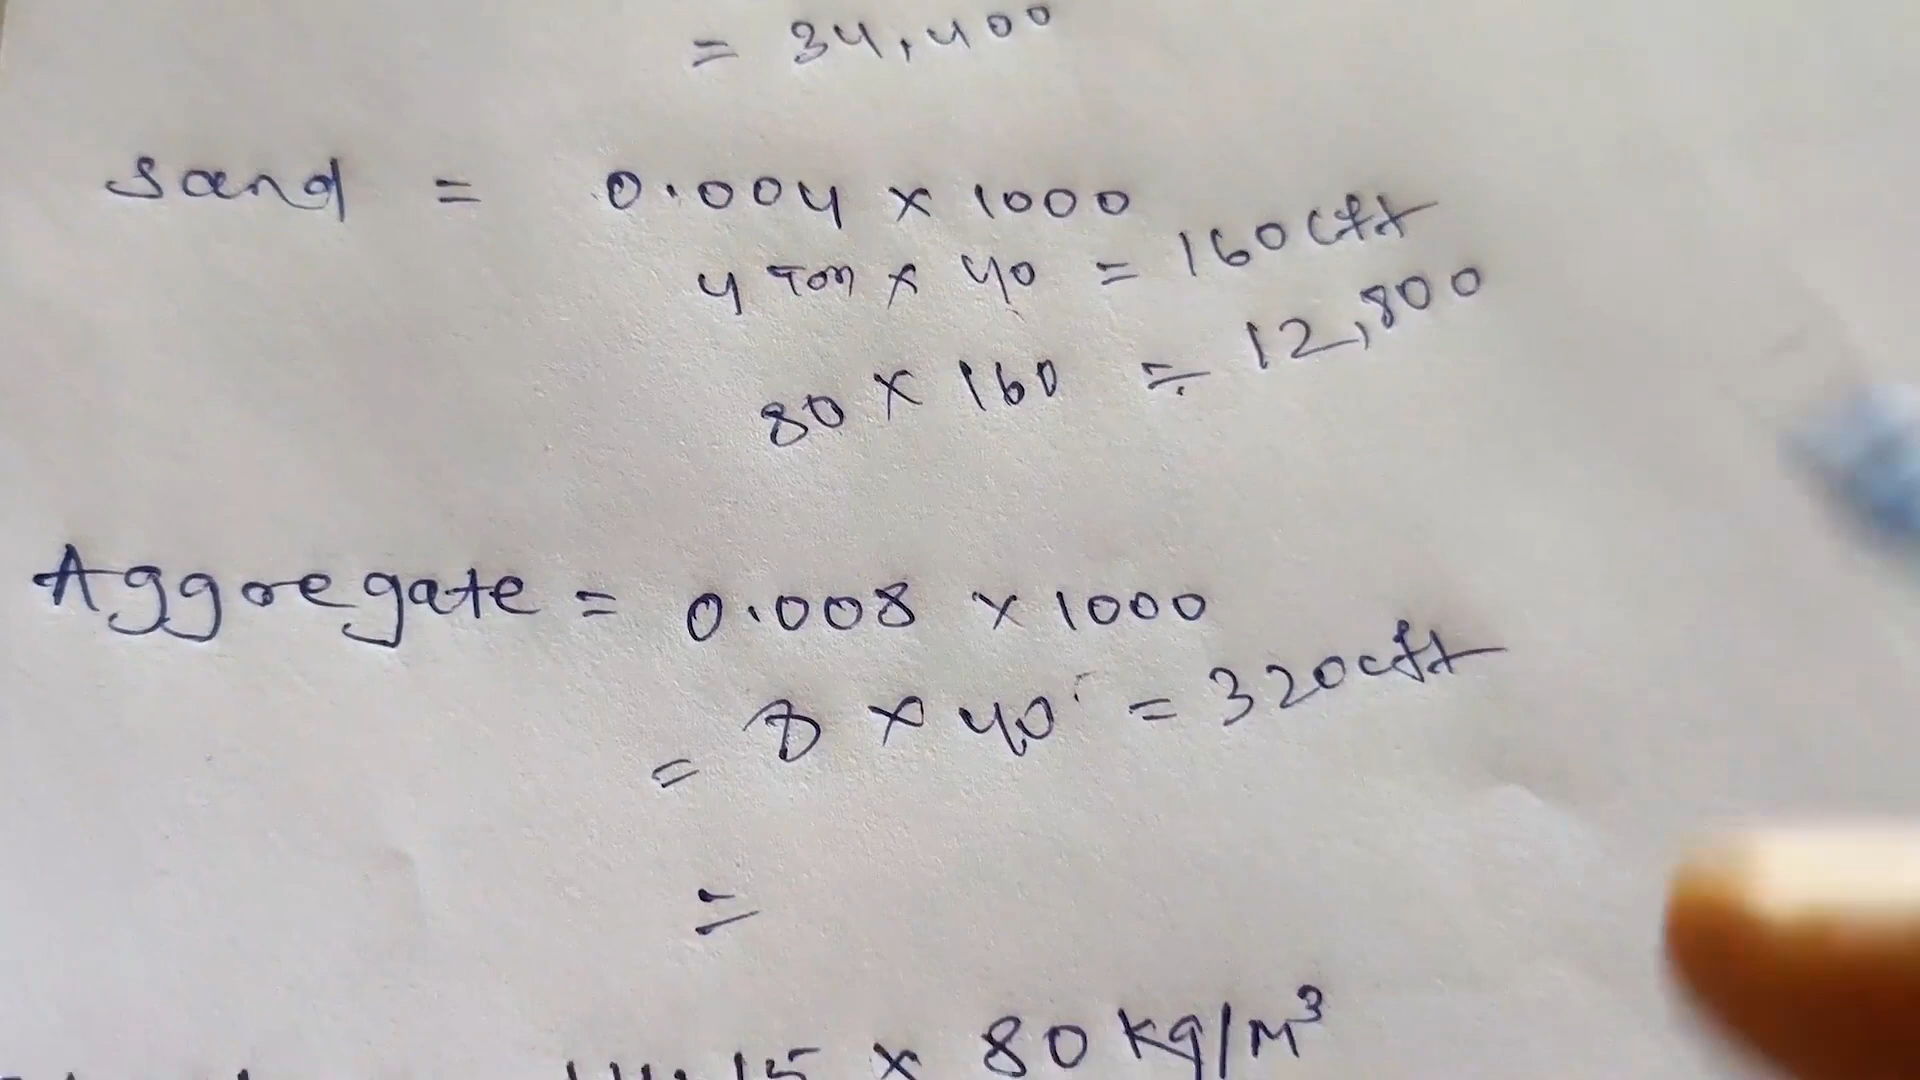 = 34,400
Sand = 0.004 × 1000
4 Ton × 40 = 160 cft
80 × 160 = 12,800
Aggregate = 0.008 × 1000
= 8 × 40 = 320 cft
=
× 80 kg/m³